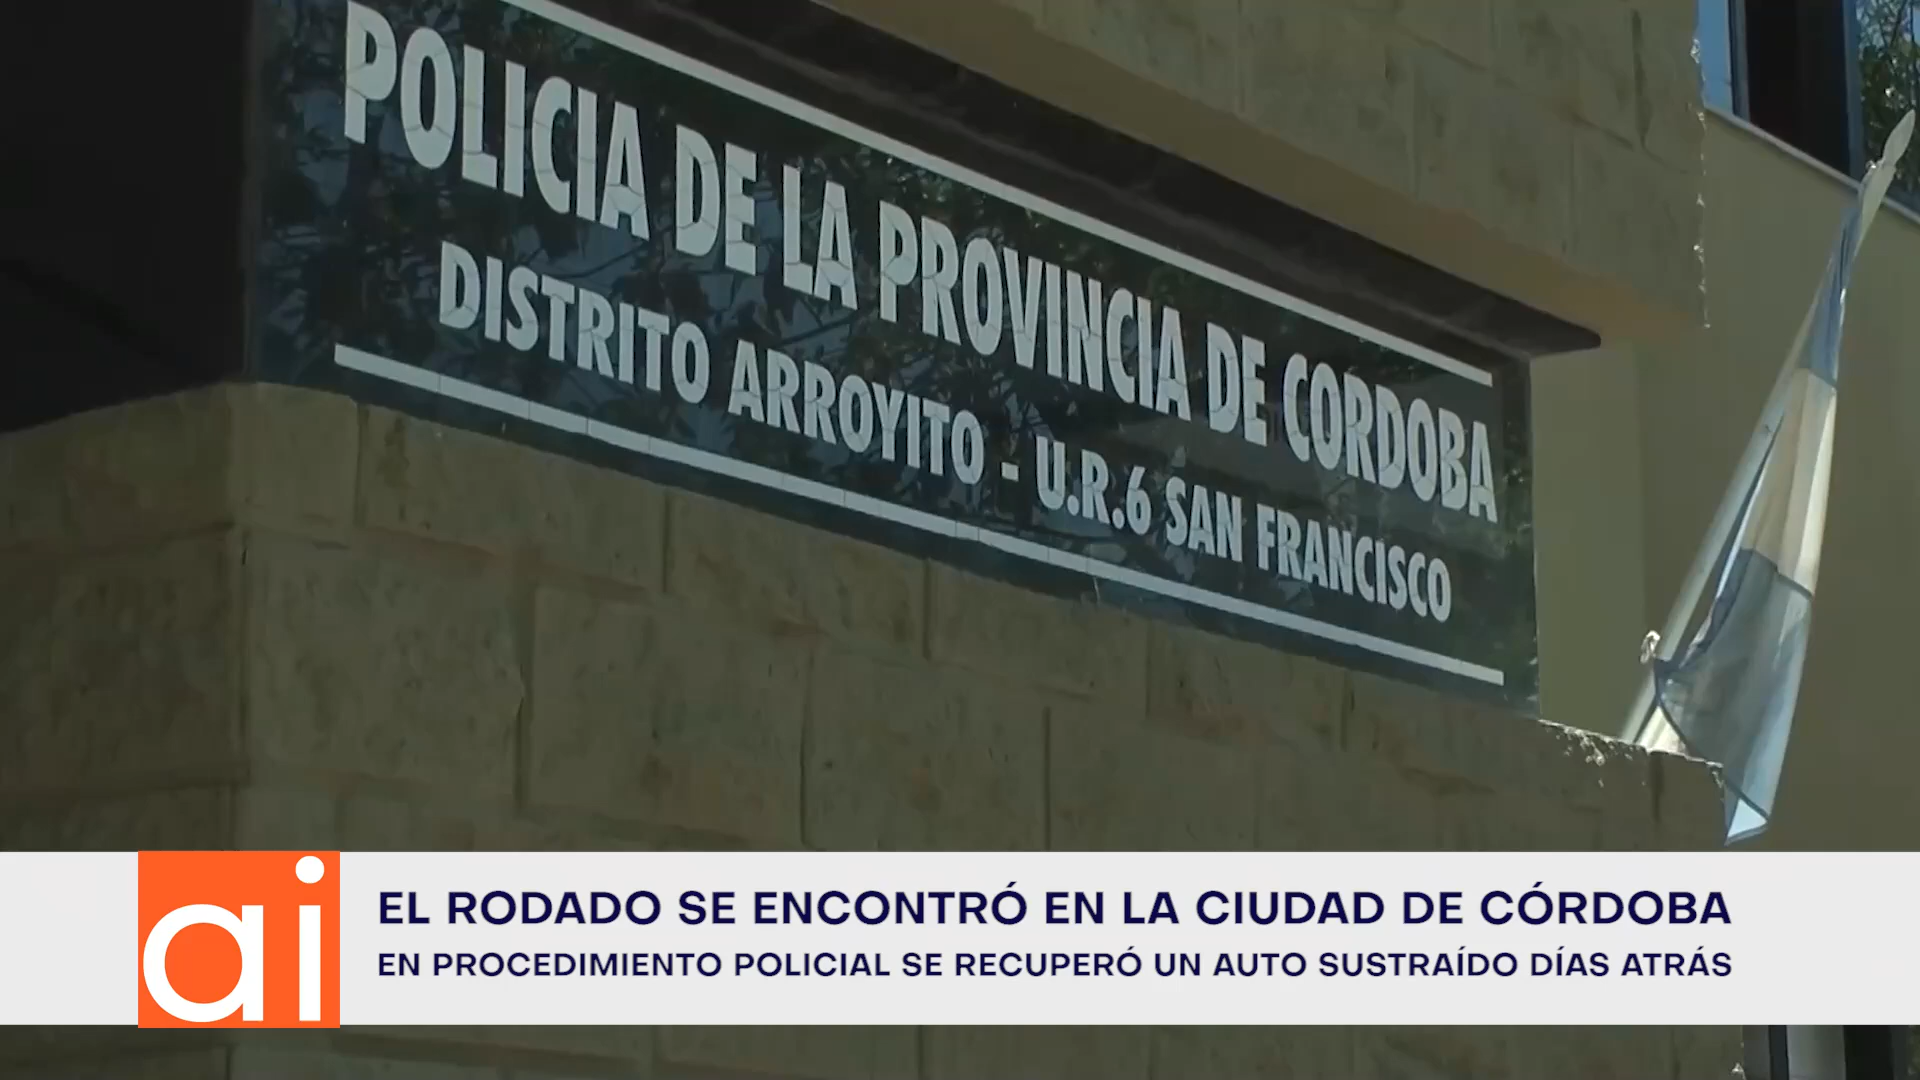 POLICIA DE LA PROVINCIA DE CORDOBA
DISTRITO ARROYITO - U.R.6 SAN FRANCISCO
ai
EL RODADO SE ENCONTRÓ EN LA CIUDAD DE CÓRDOBA
EN PROCEDIMIENTO POLICIAL SE RECUPERÓ UN AUTO SUSTRAÍDO DÍAS ATRÁS